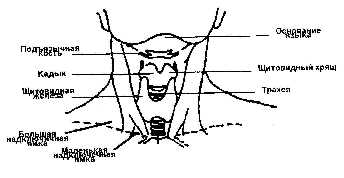 Основание
языка
Подъязычная
кость
Кадык
Щитовидный хрящ
Щитовидная
железа
Трахея
Большая
надключичная
ямка
Маленькая
надключичная
ямка